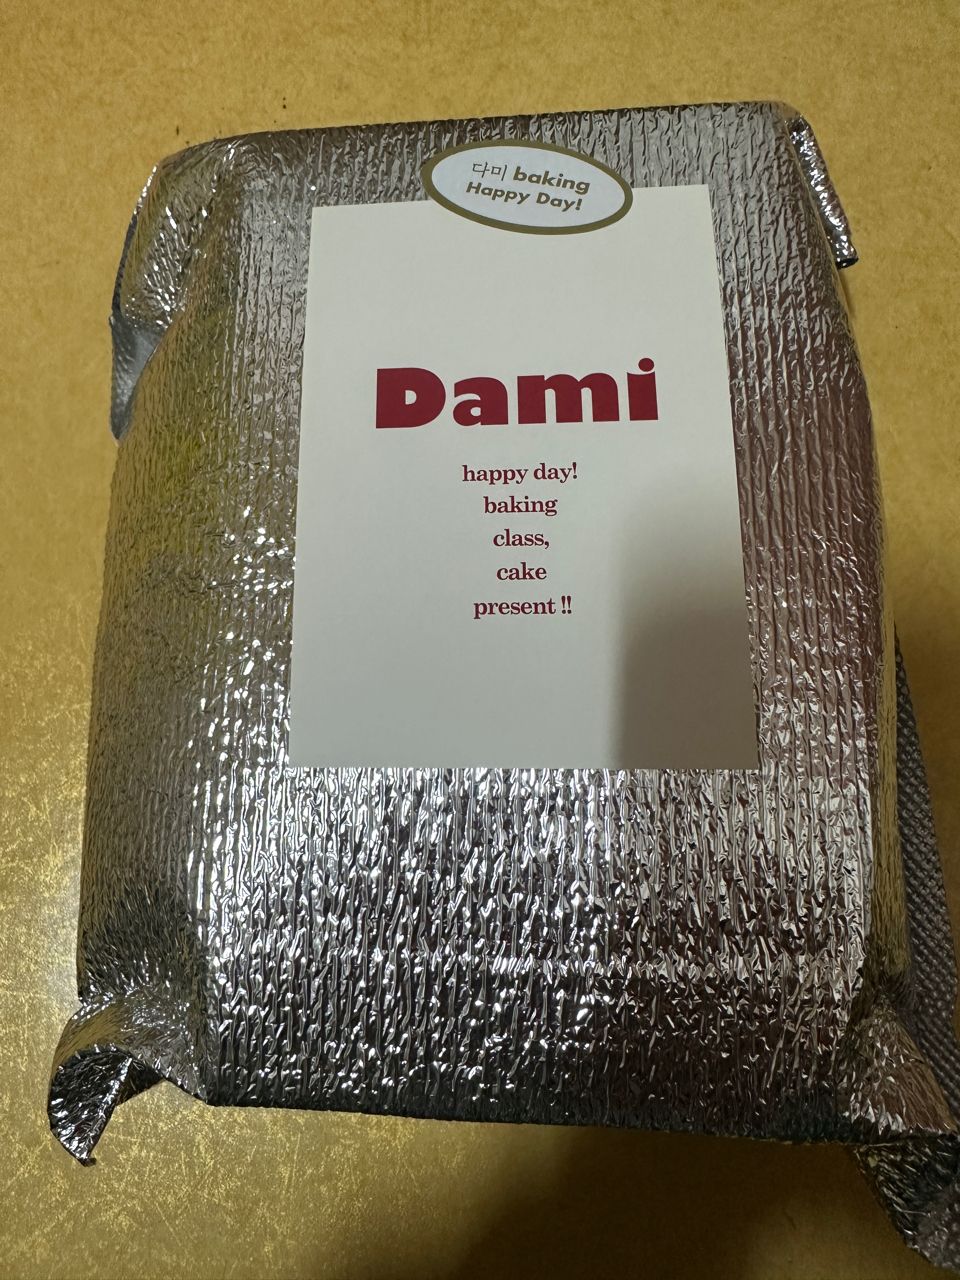 다미 baking
Happy Day!
Dami
happy day!
baking
class,
cake
present !!